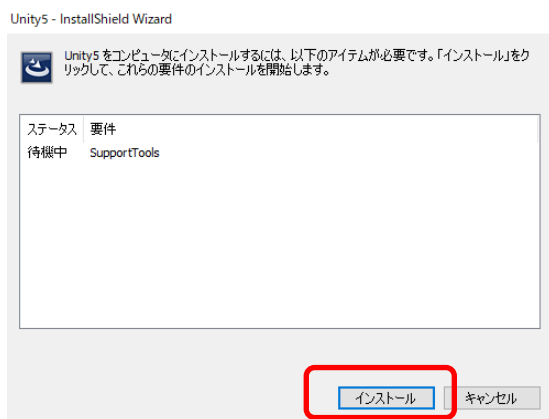 Unity5 - InstallShield Wizard
Unity5 をコンピュータにインストールするには、以下のアイテムが必要です。「インストール」をク
リックして、これらの要件のインストールを開始します。
ステータス 要件
待機中 SupportTools
インストール キャンセル